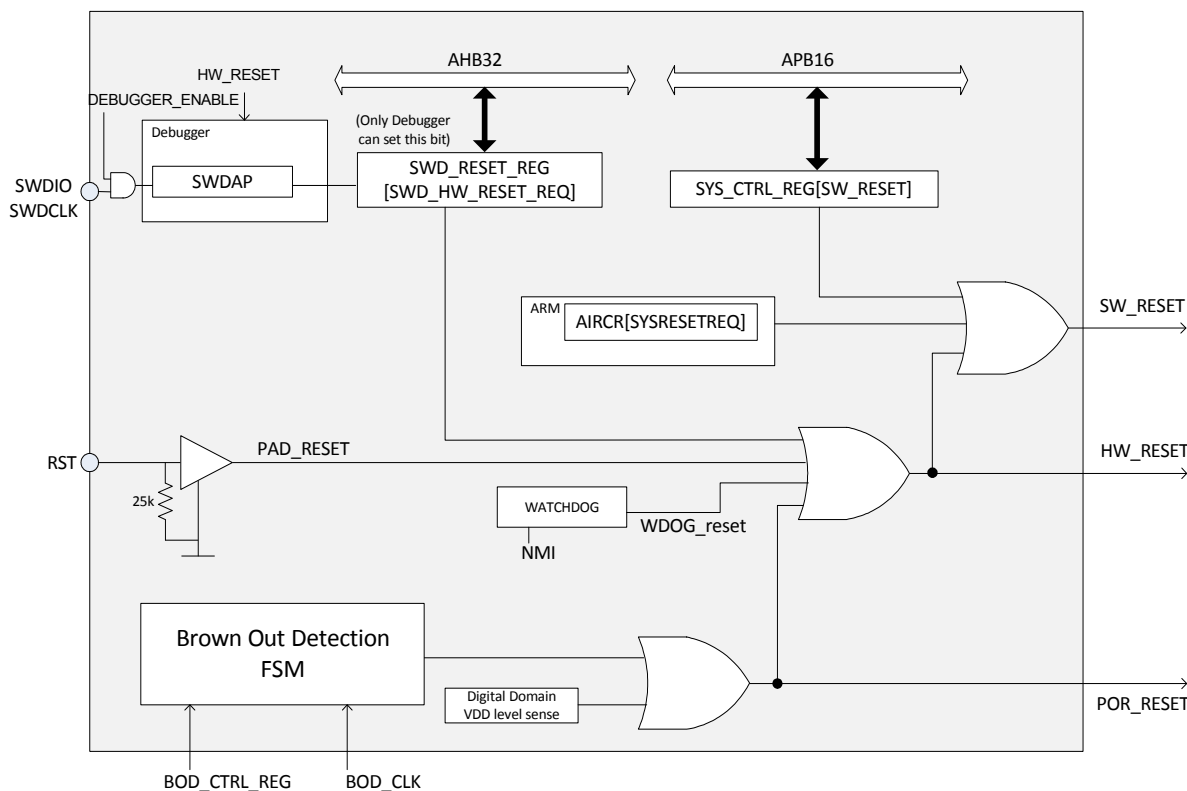 AHB32
APB16
HW_RESET
DEBUGGER_ENABLE
(Only Debugger
can set this bit)
Debugger
SWDAP
SWD_RESET_REG
[SWD_HW_RESET_REQ]
SYS_CTRL_REG[SW_RESET]
SWDIO
SWDCLK
ARM
AIRCR[SYSRESETREQ]
SW_RESET
RST
PAD_RESET
HW_RESET
25k
WATCHDOG
WDOG_reset
NMI
Brown Out Detection
FSM
Digital Domain
VDD level sense
POR_RESET
BOD_CTRL_REG
BOD_CLK